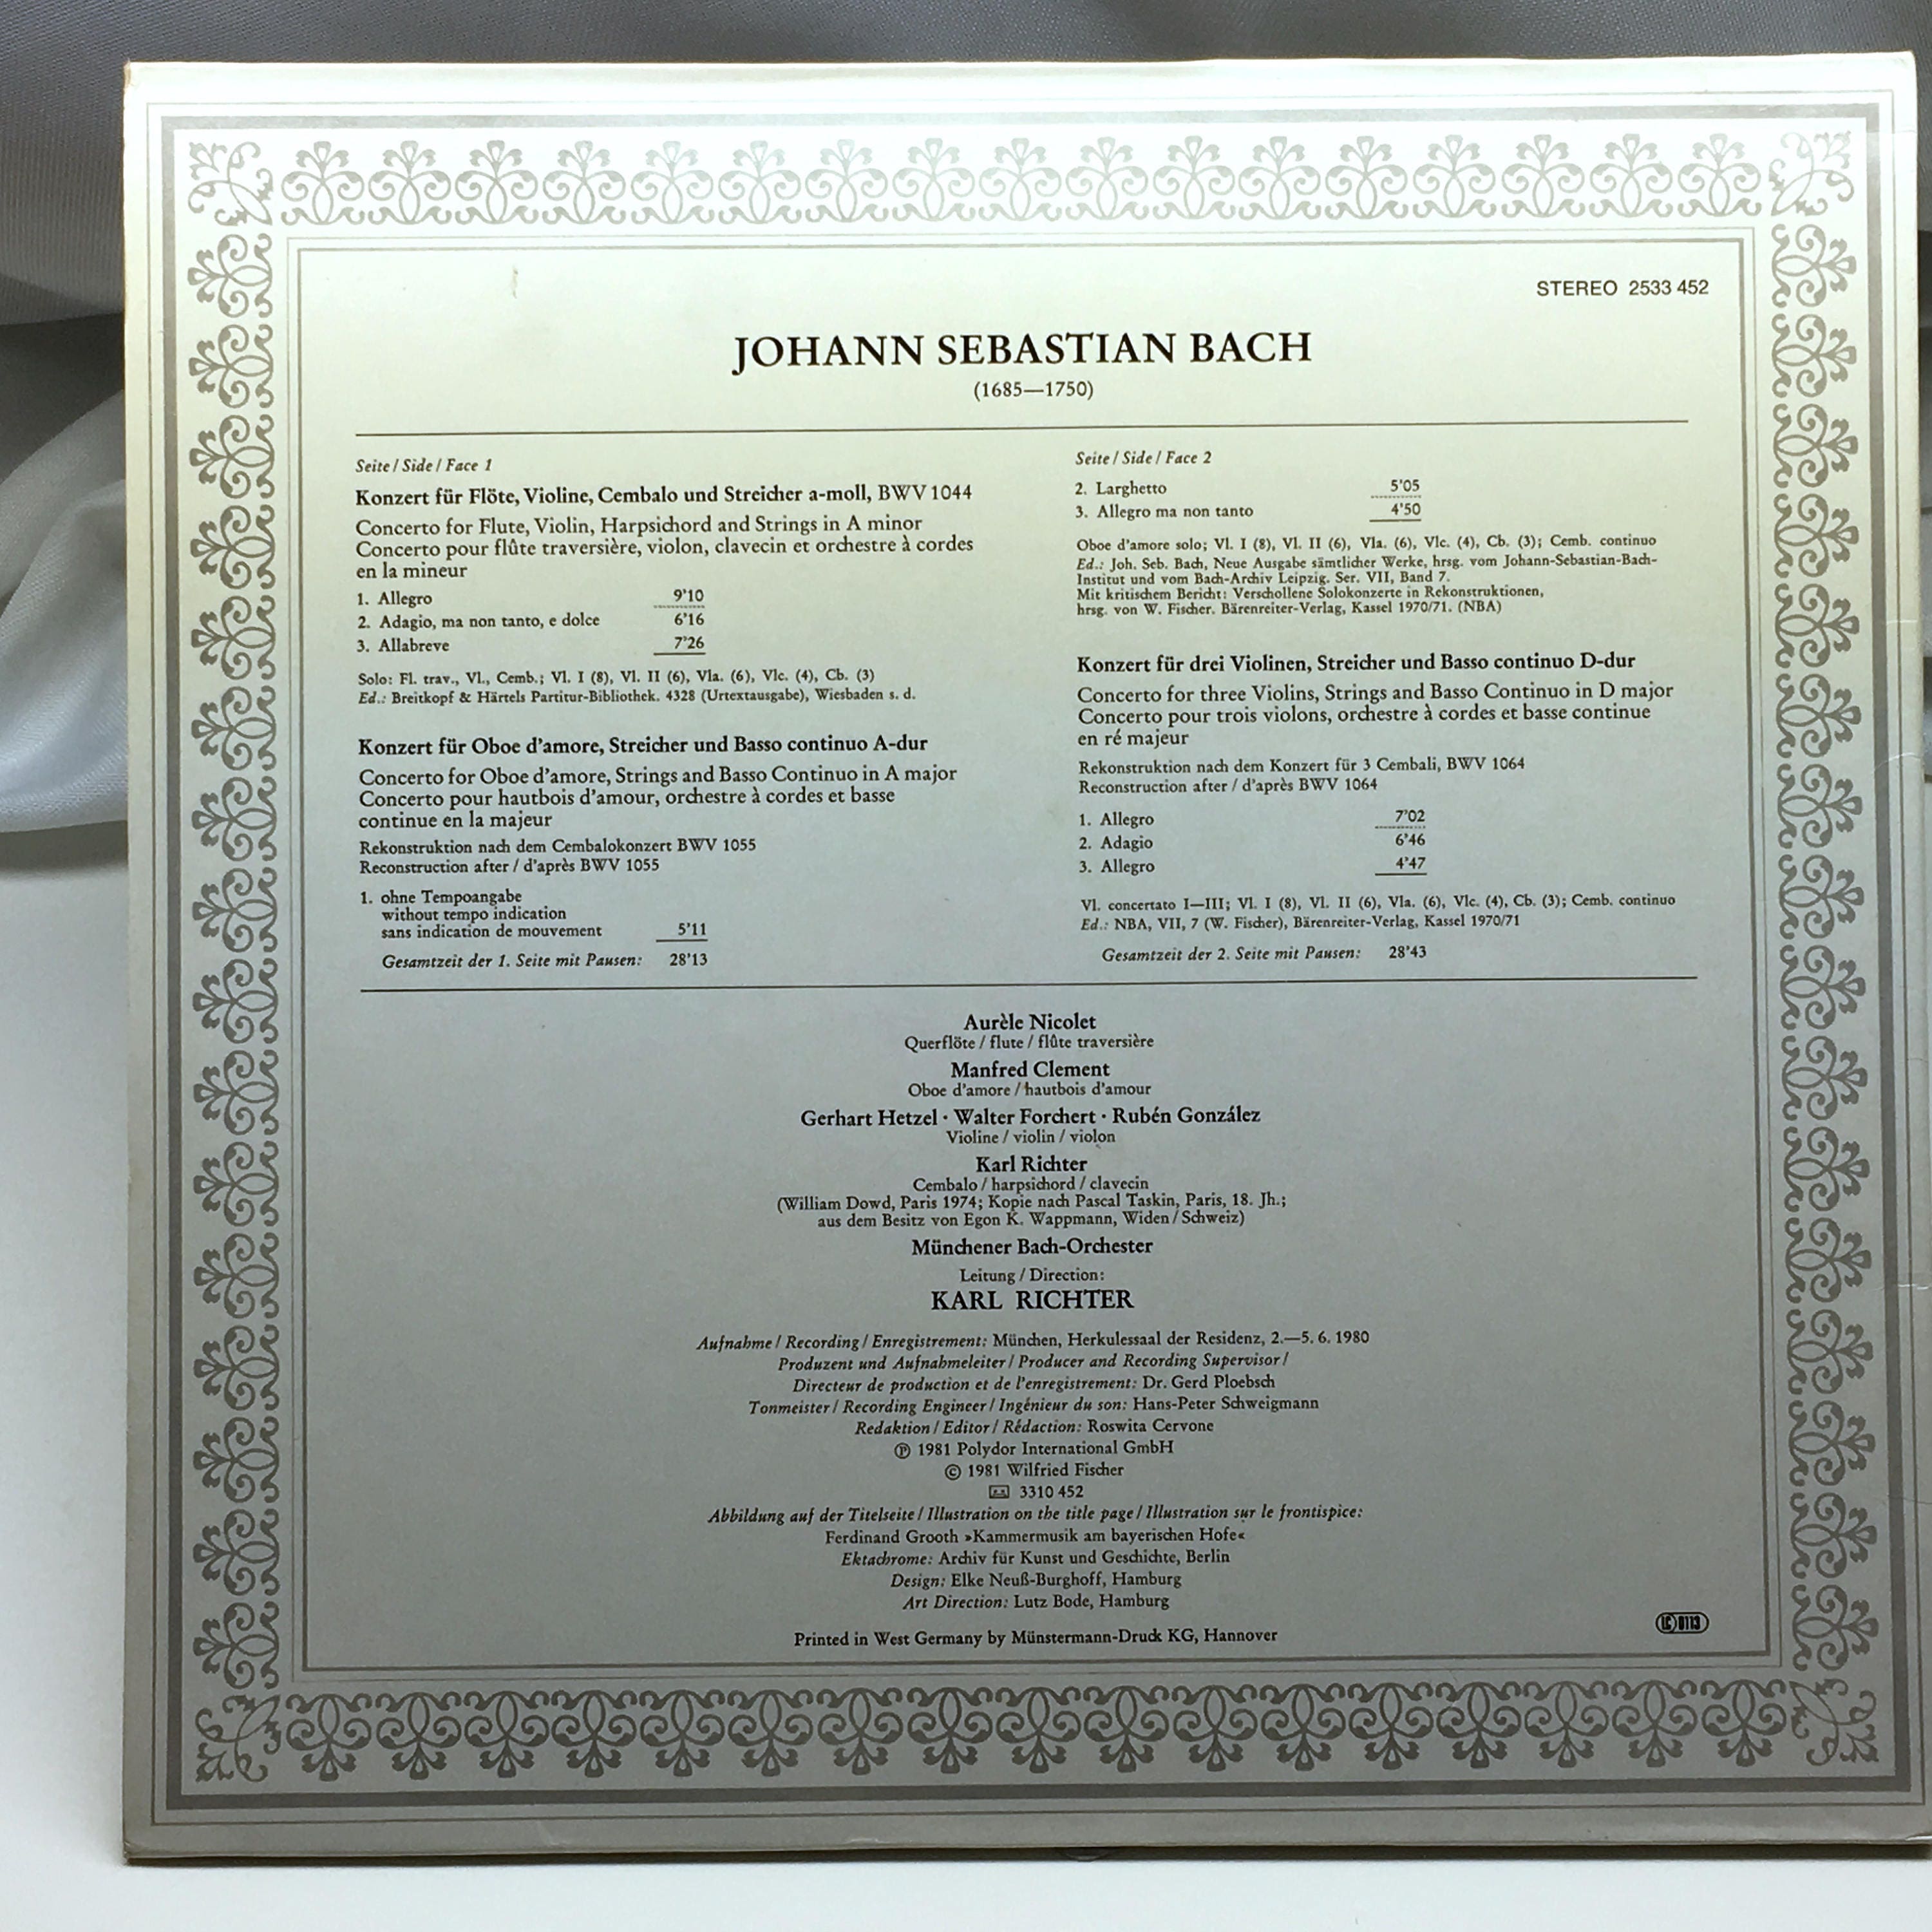 STEREO 2533 452
JOHANN SEBASTIAN BACH
(1685—1750)
Seite / Side / Face 1
Konzert für Flöte, Violine, Cembalo und Streicher a-moll, BWV 1044
Concerto for Flute, Violin, Harpsichord and Strings in A minor
Concerto pour flûte traversière, violon, clavecin et orchestre à cordes
en la mineur
1. Allegro 9'10
2. Adagio, ma non tanto, e dolce 6'16
3. Allabreve 7'26
Solo: Fl. trav., Vl., Cemb.; Vl. I (8), Vl. II (6), Vla. (6), Vlc. (4), Cb. (3)
Ed.: Breitkopf & Härtels Partitur-Bibliothek. 4328 (Urtextausgabe), Wiesbaden s. d.
Konzert für Oboe d'amore, Streicher und Basso continuo A-dur
Concerto for Oboe d'amore, Strings and Basso Continuo in A major
Concerto pour hautbois d'amour, orchestre à cordes et basse
continue en la majeur
Rekonstruktion nach dem Cembalokonzert BWV 1055
Reconstruction after / d'après BWV 1055
1. ohne Tempoangabe
without tempo indication
sans indication de mouvement 5'11
Gesamtzeit der 1. Seite mit Pausen: 28'13
Seite / Side / Face 2
2. Larghetto 5'05
3. Allegro ma non tanto 4'50
Oboe d'amore solo; Vl. I (8), Vl. II (6), Vla. (6), Vlc. (4), Cb. (3); Cemb. continuo
Ed.: Joh. Seb. Bach, Neue Ausgabe sämtlicher Werke, hrsg. vom Johann-Sebastian-Bach-
Institut und vom Bach-Archiv Leipzig. Ser. VII, Band 7.
Mit kritischem Bericht: Verschollene Solokonzerte in Rekonstruktionen,
hrsg. von W. Fischer. Bärenreiter-Verlag, Kassel 1970/71. (NBA)
Konzert für drei Violinen, Streicher und Basso continuo D-dur
Concerto for three Violins, Strings and Basso Continuo in D major
Concerto pour trois violons, orchestre à cordes et basse continue
en ré majeur
Rekonstruktion nach dem Konzert für 3 Cembali, BWV 1064
Reconstruction after / d'après BWV 1064
1. Allegro 7'02
2. Adagio 6'46
3. Allegro 4'47
Vl. concertato I—III; Vl. I (8), Vl. II (6), Vla. (6), Vlc. (4), Cb. (3); Cemb. continuo
Ed.: NBA, VII, 7 (W. Fischer), Bärenreiter-Verlag, Kassel 1970/71
Gesamtzeit der 2. Seite mit Pausen: 28'43
Aurèle Nicolet
Querflöte / flute / flûte traversière
Manfred Clement
Oboe d'amore / hautbois d'amour
Gerhart Hetzel · Walter Forchert · Rubén González
Violine / violin / violon
Karl Richter
Cembalo / harpsichord / clavecin
(William Dowd, Paris 1974; Kopie nach Pascal Taskin, Paris, 18. Jh.;
aus dem Besitz von Egon K. Wappmann, Widen / Schweiz)
Münchener Bach-Orchester
Leitung / Direction:
KARL RICHTER
Aufnahme / Recording / Enregistrement: München, Herkulessaal der Residenz, 2.—5. 6. 1980
Produzent und Aufnahmeleiter / Producer and Recording Supervisor /
Directeur de production et de l'enregistrement: Dr. Gerd Ploebsch
Tonmeister / Recording Engineer / Ingénieur du son: Hans-Peter Schweigmann
Redaktion / Editor / Rédaction: Roswita Cervone
℗ 1981 Polydor International GmbH
© 1981 Wilfried Fischer
3310 452
Abbildung auf der Titelseite / Illustration on the title page / Illustration sur le frontispice:
Ferdinand Grooth »Kammermusik am bayerischen Hofe«
Ektachrome: Archiv für Kunst und Geschichte, Berlin
Design: Elke Neuß-Burghoff, Hamburg
Art Direction: Lutz Bode, Hamburg
Printed in West Germany by Münstermann-Druck KG, Hannover
LC 0113